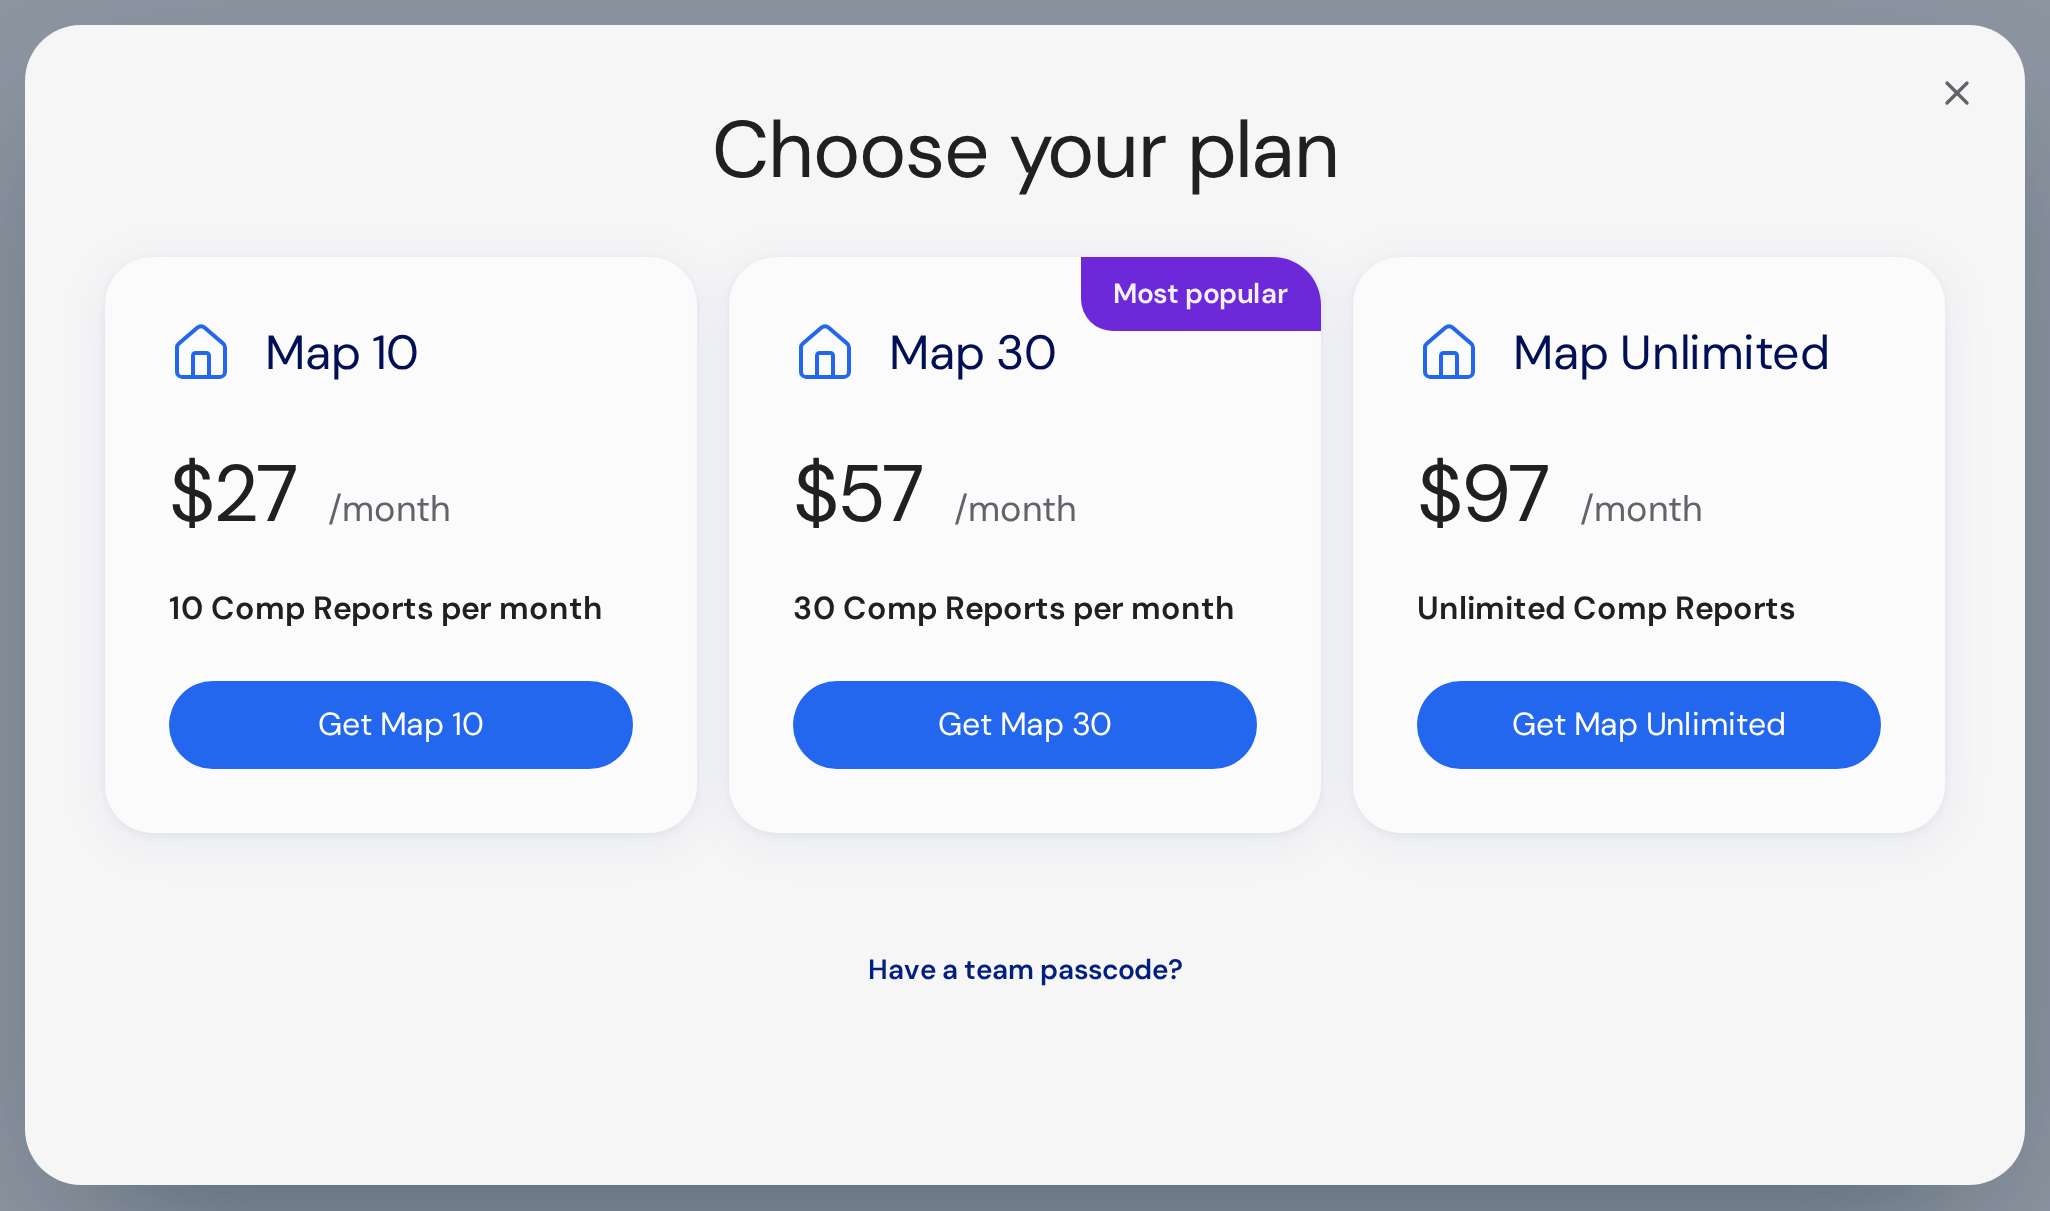 Choose your plan
Map 10
$27 /month
10 Comp Reports per month
Get Map 10
Most popular
Map 30
$57 /month
30 Comp Reports per month
Get Map 30
Map Unlimited
$97 /month
Unlimited Comp Reports
Get Map Unlimited
Have a team passcode?